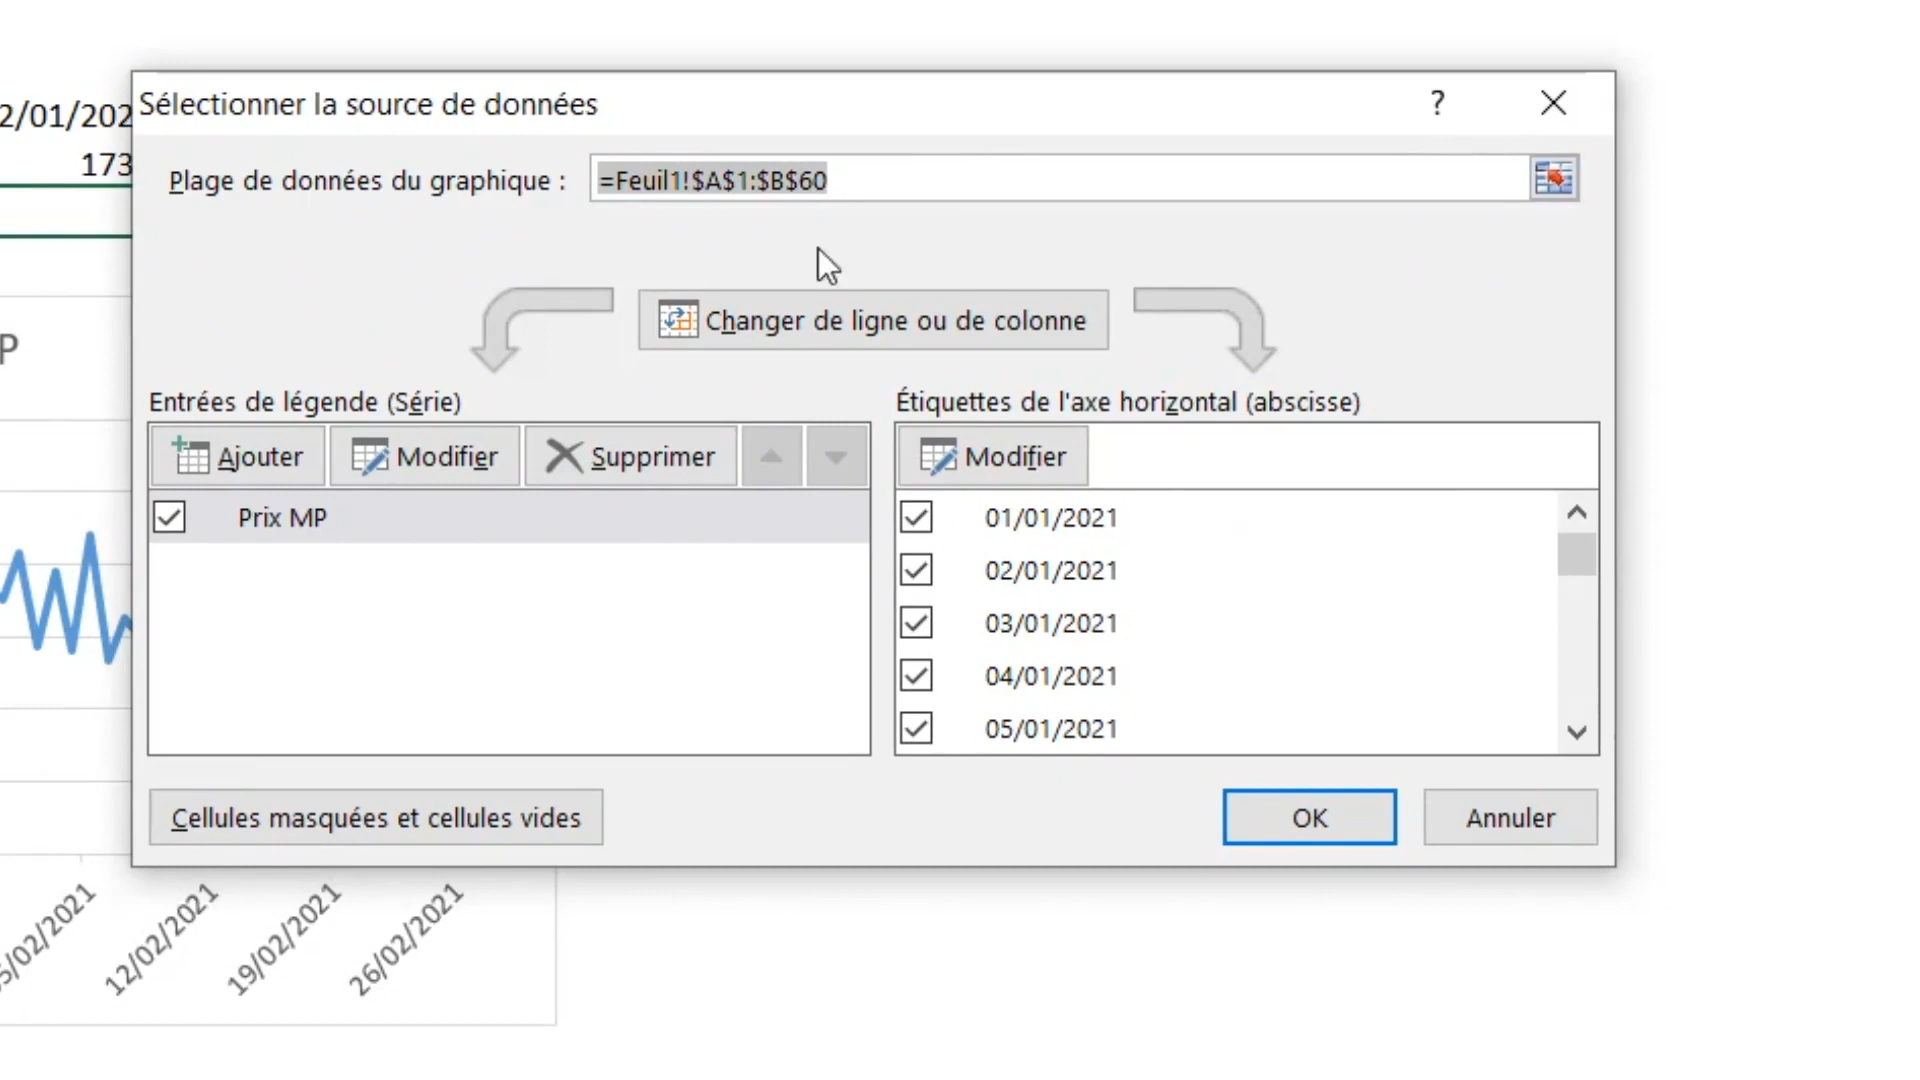 2/01/202
173
Sélectionner la source de données
?
Plage de données du graphique :
=Feuil1!$A$1:$B$60
Changer de ligne ou de colonne
P
Entrées de légende (Série)
Étiquettes de l'axe horizontal (abscisse)
Ajouter
Modifier
Supprimer
Modifier
Prix MP
01/01/2021
02/01/2021
03/01/2021
04/01/2021
05/01/2021
Cellules masquées et cellules vides
OK
Annuler
5/02/2021
12/02/2021
19/02/2021
26/02/2021